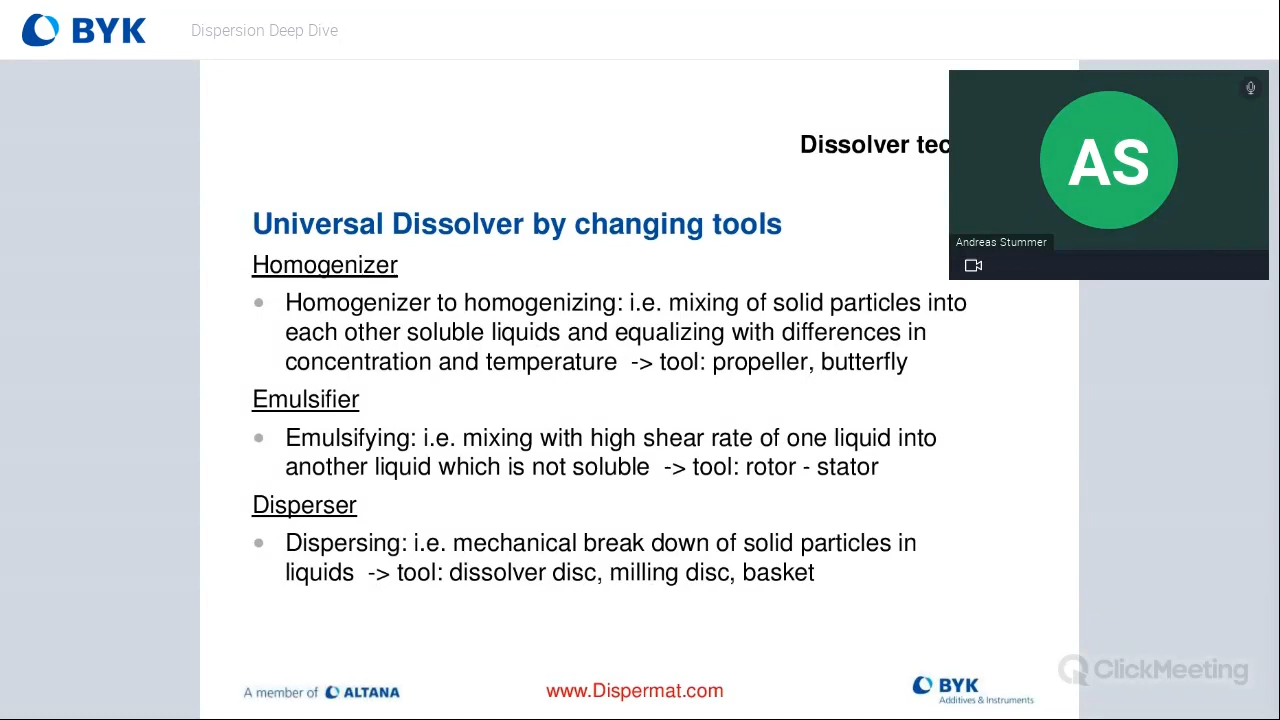 BYK
Dispersion Deep Dive
Dissolver tec
AS
Andreas Stummer
Universal Dissolver by changing tools
Homogenizer
Homogenizer to homogenizing: i.e. mixing of solid particles into
each other soluble liquids and equalizing with differences in
concentration and temperature -> tool: propeller, butterfly
Emulsifier
Emulsifying: i.e. mixing with high shear rate of one liquid into
another liquid which is not soluble -> tool: rotor - stator
Disperser
Dispersing: i.e. mechanical break down of solid particles in
liquids -> tool: dissolver disc, milling disc, basket
ClickMeeting
A member of ALTANA
www.Dispermat.com
BYK
Additives & Instruments